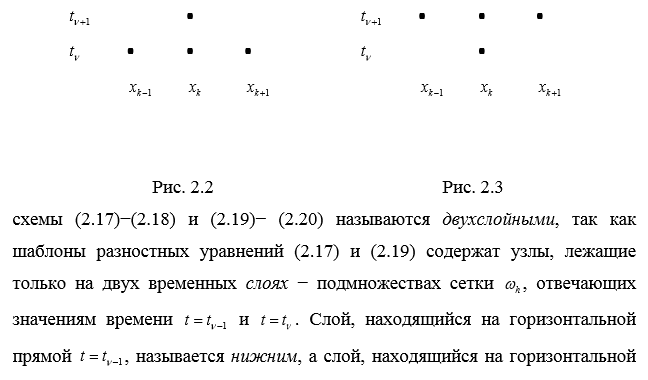 t_{ν+1} t_{ν+1}
t_ν t_ν
x_{k−1} x_k x_{k+1} x_{k−1} x_k x_{k+1}
Рис. 2.2 Рис. 2.3
схемы (2.17)−(2.18) и (2.19)− (2.20) называются двухслойными, так как
шаблоны разностных уравнений (2.17) и (2.19) содержат узлы, лежащие
только на двух временных слоях − подмножествах сетки ω_k, отвечающих
значениям времени t = t_{ν−1} и t = t_ν. Слой, находящийся на горизонтальной
прямой t = t_{ν−1}, называется нижним, а слой, находящийся на горизонтальной